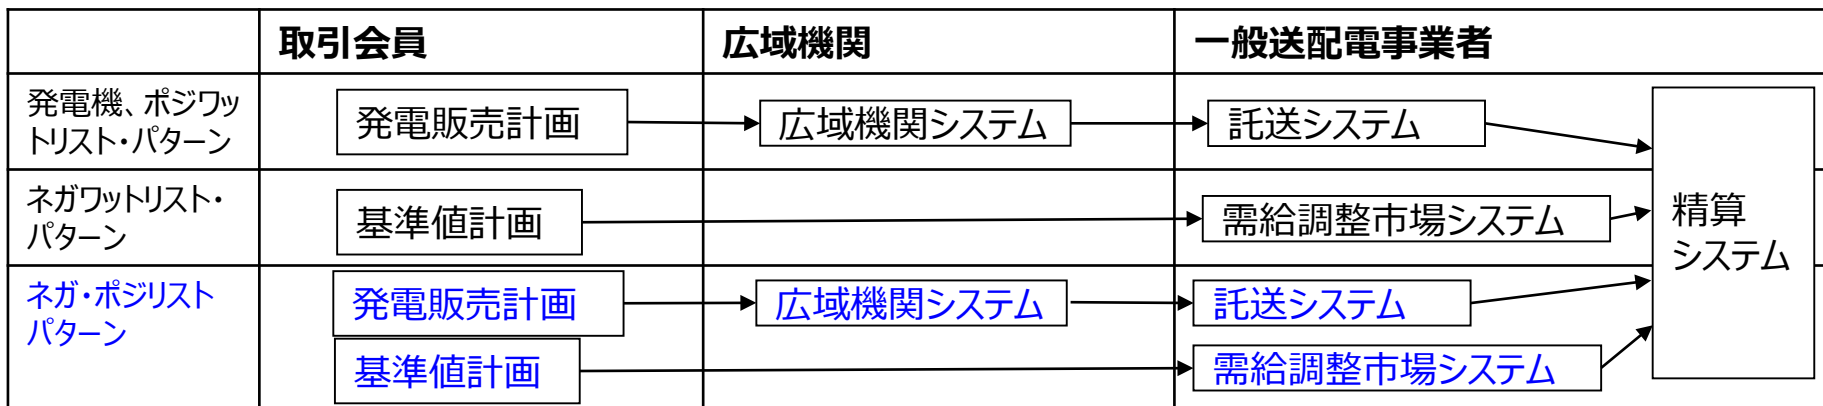 取引会員
広域機関
一般送配電事業者
発電機、ポジワッ
トリスト・パターン
発電販売計画
広域機関システム
託送システム
ネガワットリスト・
パターン
基準値計画
需給調整市場システム
精算
システム
ネガ・ポジリスト
パターン
発電販売計画
広域機関システム
託送システム
基準値計画
需給調整市場システム